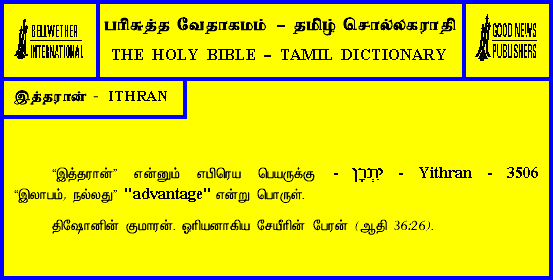 BELLWETHER
INTERNATIONAL
பரிசுத்த வேதாகமம் – தமிழ் சொல்லகராதி
THE HOLY BIBLE – TAMIL DICTIONARY
GOOD NEWS
PUBLISHERS
இத்தரான் - ITHRAN
“இத்தரான்” என்னும் எபிரெய பெயருக்கு - יִתְרָן - Yithran - 3506
“இலாபம், நல்லது” "advantage" என்று பொருள்.
திஷோனின் குமாரன். ஓரியனாகிய சேயீரின் பேரன் (ஆதி 36:26).